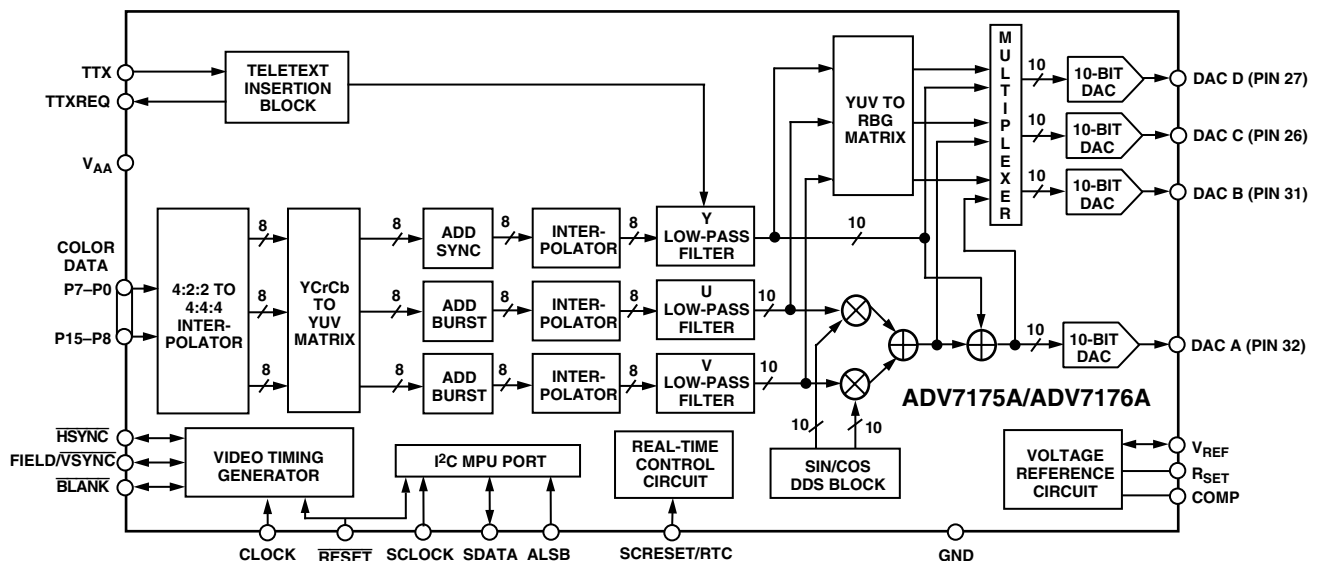 TTX
TTXREQ
V_AA
COLOR
DATA
P7–P0
P15–P8
HSYNC
FIELD/VSYNC
BLANK
TELETEXT
INSERTION
BLOCK
4:2:2 TO
4:4:4
INTER-
POLATOR
8
8
8
YCrCb
TO
YUV
MATRIX
8
8
8
ADD
SYNC
ADD
BURST
ADD
BURST
8
8
8
INTER-
POLATOR
INTER-
POLATOR
INTER-
POLATOR
8
8
8
Y
LOW-PASS
FILTER
U
LOW-PASS
FILTER
V
LOW-PASS
FILTER
10
10
10
YUV TO
RBG
MATRIX
MULTIPLEXER
10
10
10
10
10-BIT
DAC
10-BIT
DAC
10-BIT
DAC
10-BIT
DAC
DAC D (PIN 27)
DAC C (PIN 26)
DAC B (PIN 31)
DAC A (PIN 32)
ADV7175A/ADV7176A
VIDEO TIMING
GENERATOR
I²C MPU PORT
REAL-TIME
CONTROL
CIRCUIT
10
10
SIN/COS
DDS BLOCK
VOLTAGE
REFERENCE
CIRCUIT
V_REF
R_SET
COMP
CLOCK
RESET
SCLOCK
SDATA
ALSB
SCRESET/RTC
GND